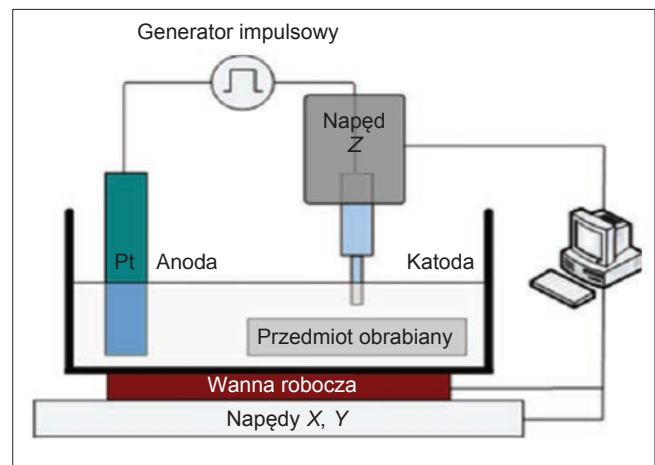 Generator impulsowy
Napęd
Z
Pt
Anoda
Katoda
Przedmiot obrabiany
Wanna robocza
Napędy X, Y